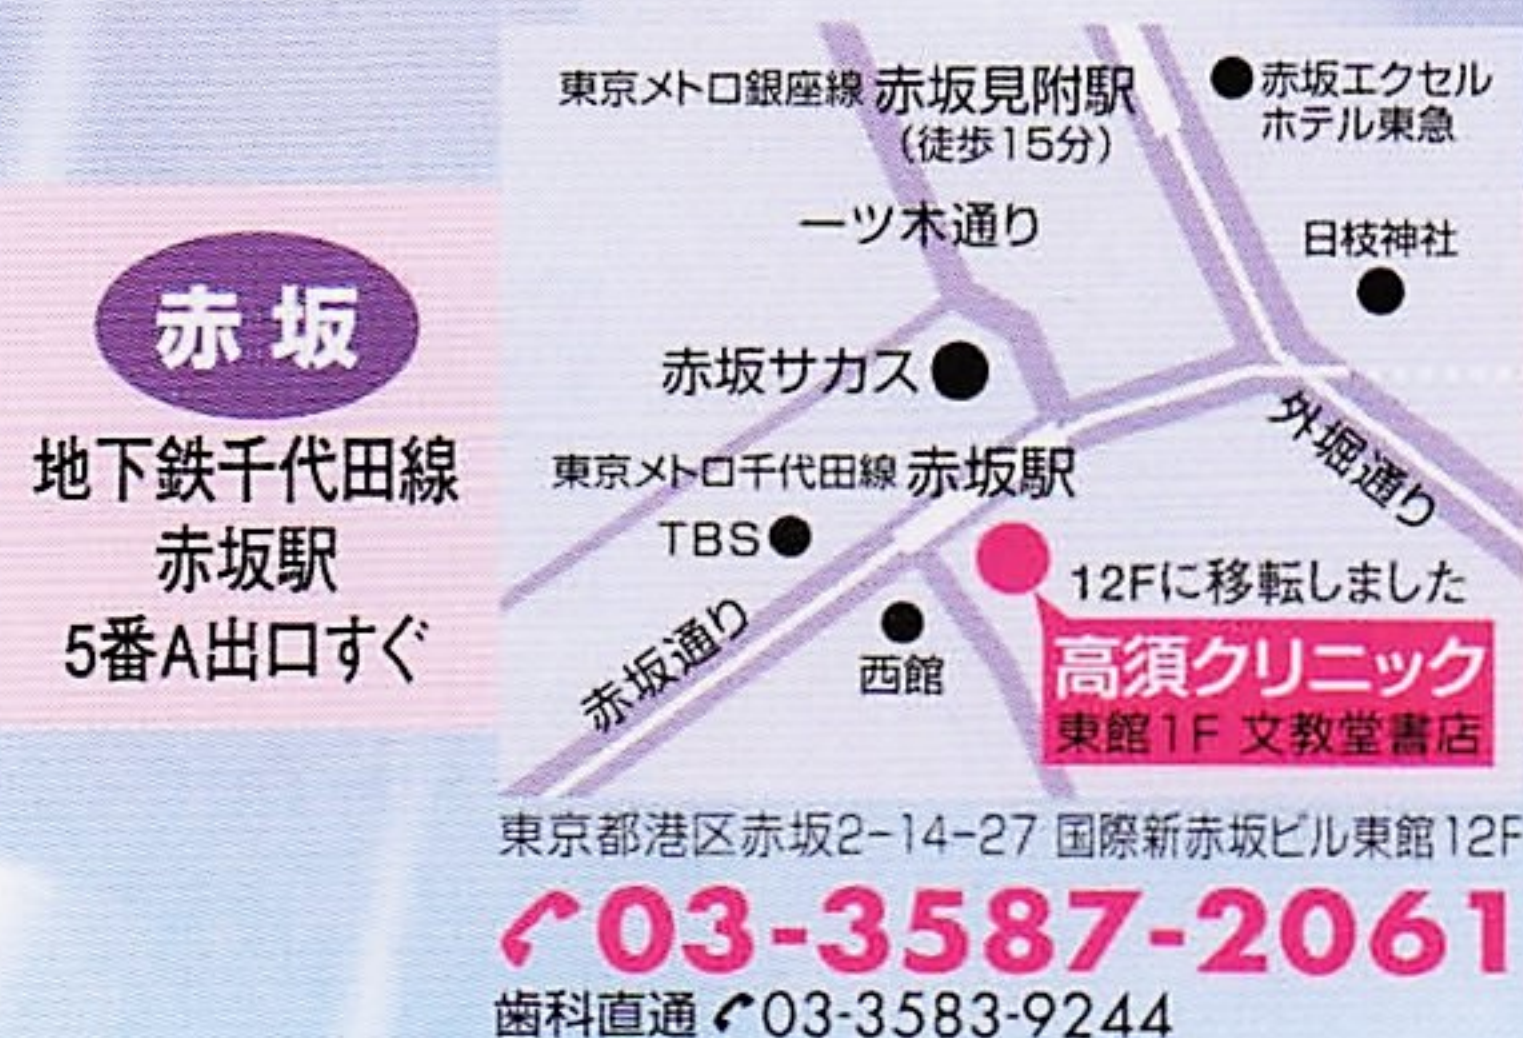 赤坂
地下鉄千代田線
赤坂駅
5番A出口すぐ
東京メトロ銀座線 赤坂見附駅
(徒歩15分)
赤坂エクセル
ホテル東急
一ツ木通り
日枝神社
赤坂サカス
外堀通り
東京メトロ千代田線 赤坂駅
TBS
12Fに移転しました
赤坂通り
西館
高須クリニック
東館1F 文教堂書店
東京都港区赤坂2-14-27 国際新赤坂ビル東館12F
03-3587-2061
歯科直通 03-3583-9244